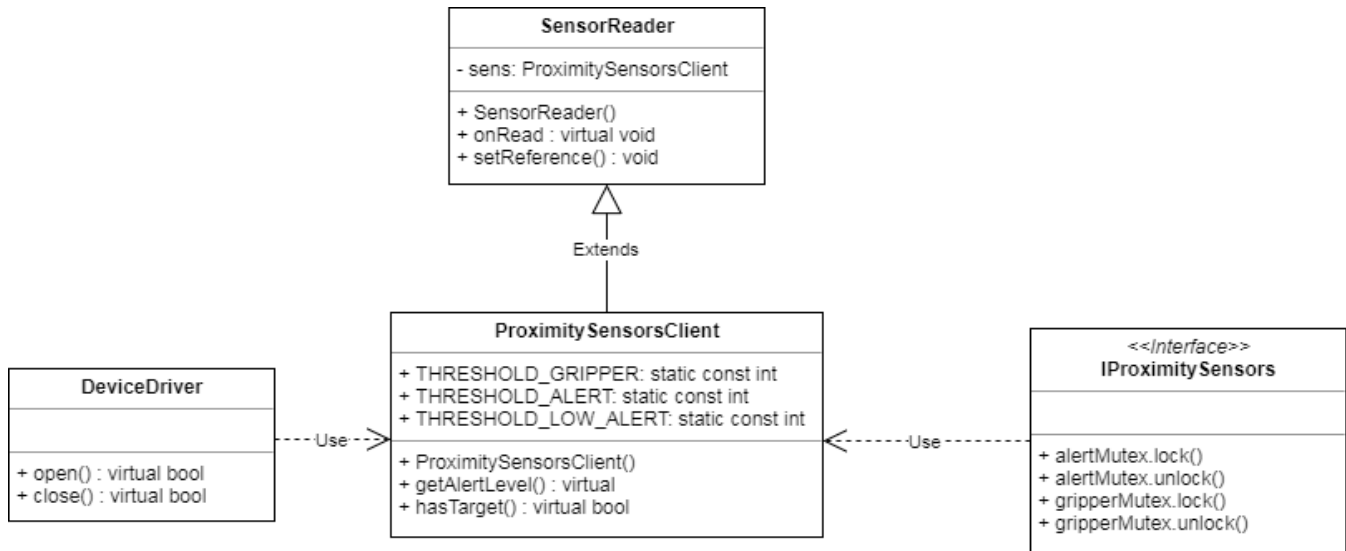 SensorReader
- sens: ProximitySensorsClient
+ SensorReader()
+ onRead : virtual void
+ setReference() : void
Extends
ProximitySensorsClient
+ THRESHOLD_GRIPPER: static const int
+ THRESHOLD_ALERT: static const int
+ THRESHOLD_LOW_ALERT: static const int
+ ProximitySensorsClient()
+ getAlertLevel() : virtual
+ hasTarget() : virtual bool
DeviceDriver
+ open() : virtual bool
+ close() : virtual bool
Use
Use
<<Interface>>
IProximitySensors
+ alertMutex.lock()
+ alertMutex.unlock()
+ gripperMutex.lock()
+ gripperMutex.unlock()